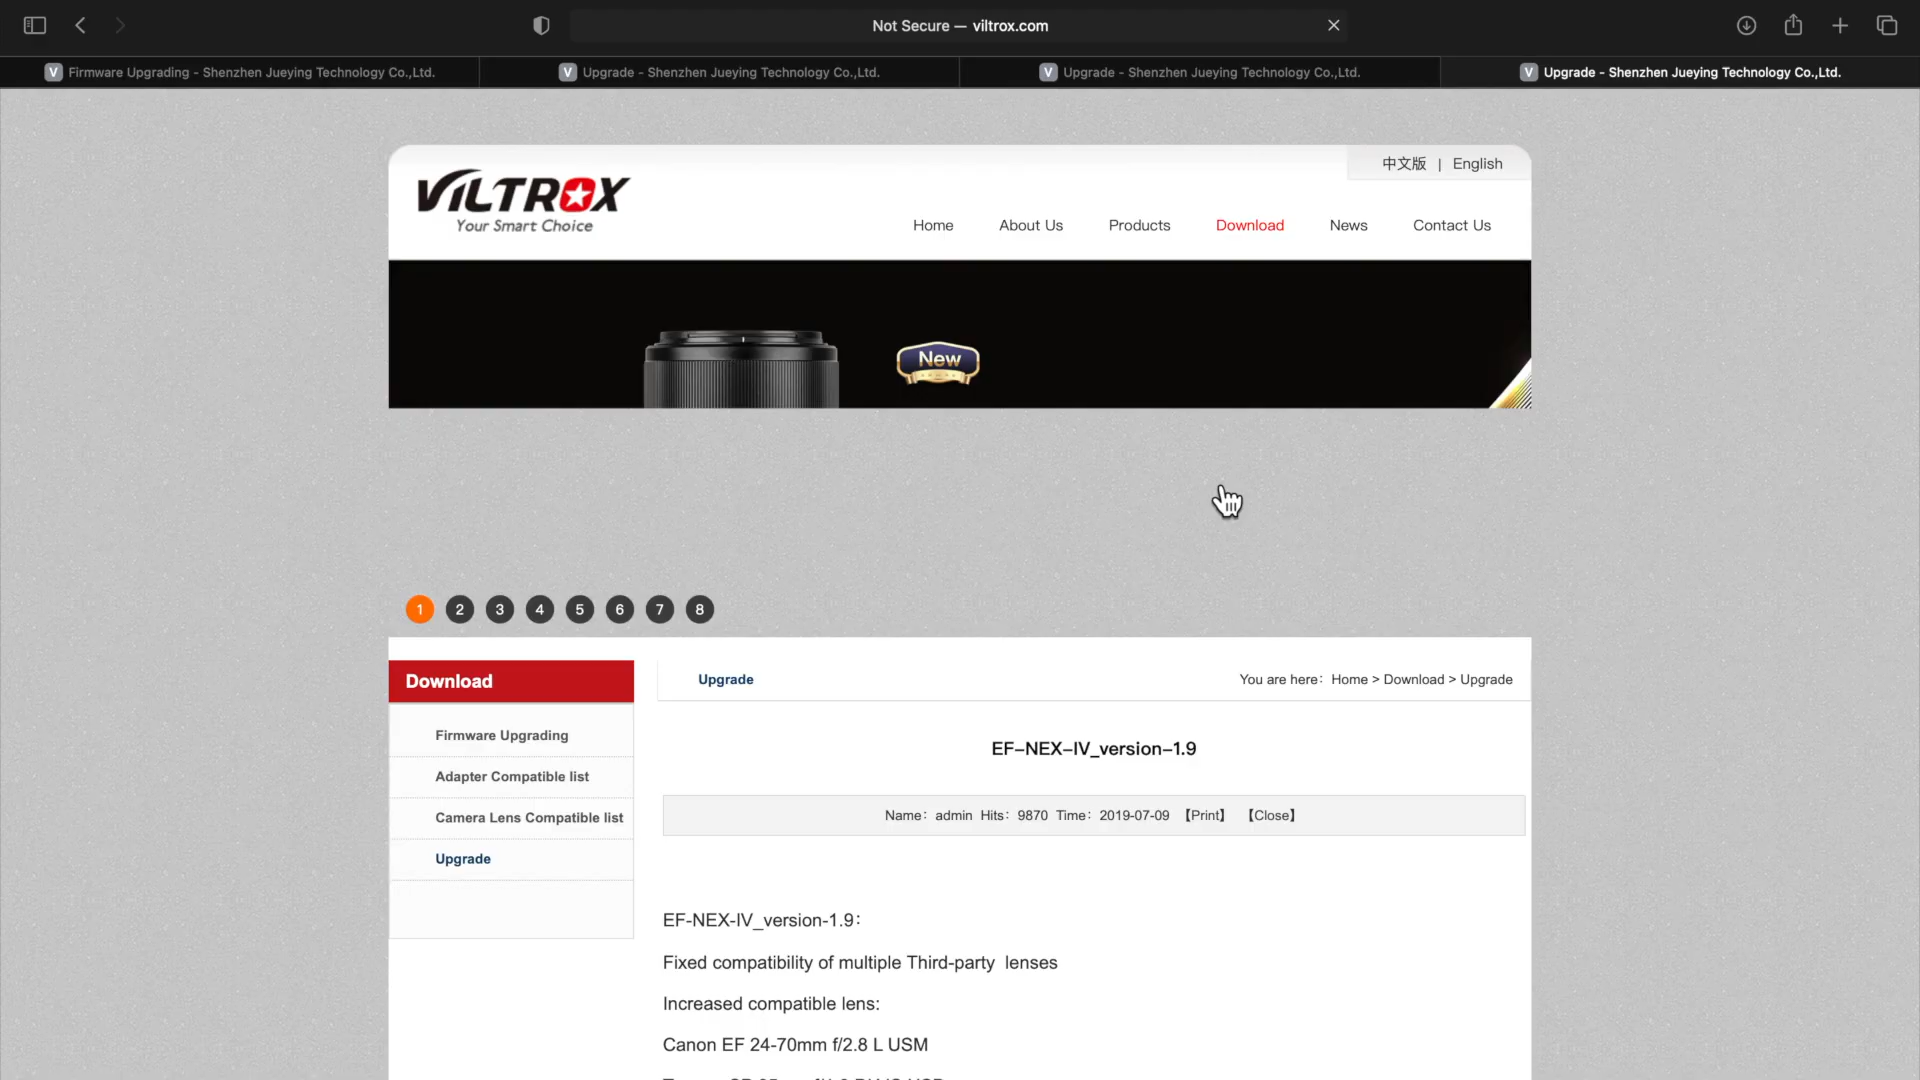 Not Secure — viltrox.com
V Firmware Upgrading - Shenzhen Jueying Technology Co.,Ltd.
V Upgrade - Shenzhen Jueying Technology Co.,Ltd.
V Upgrade - Shenzhen Jueying Technology Co.,Ltd.
V Upgrade - Shenzhen Jueying Technology Co.,Ltd.
中文版 | English
VILTROX
Your Smart Choice
Home About Us Products Download News Contact Us
New
1 2 3 4 5 6 7 8
Download
Firmware Upgrading
Adapter Compatible list
Camera Lens Compatible list
Upgrade
Upgrade
You are here：Home > Download > Upgrade
EF-NEX-IV_version-1.9
Name：admin Hits：9870 Time：2019-07-09 【Print】 【Close】
EF-NEX-IV_version-1.9：
Fixed compatibility of multiple Third-party lenses
Increased compatible lens:
Canon EF 24-70mm f/2.8 L USM